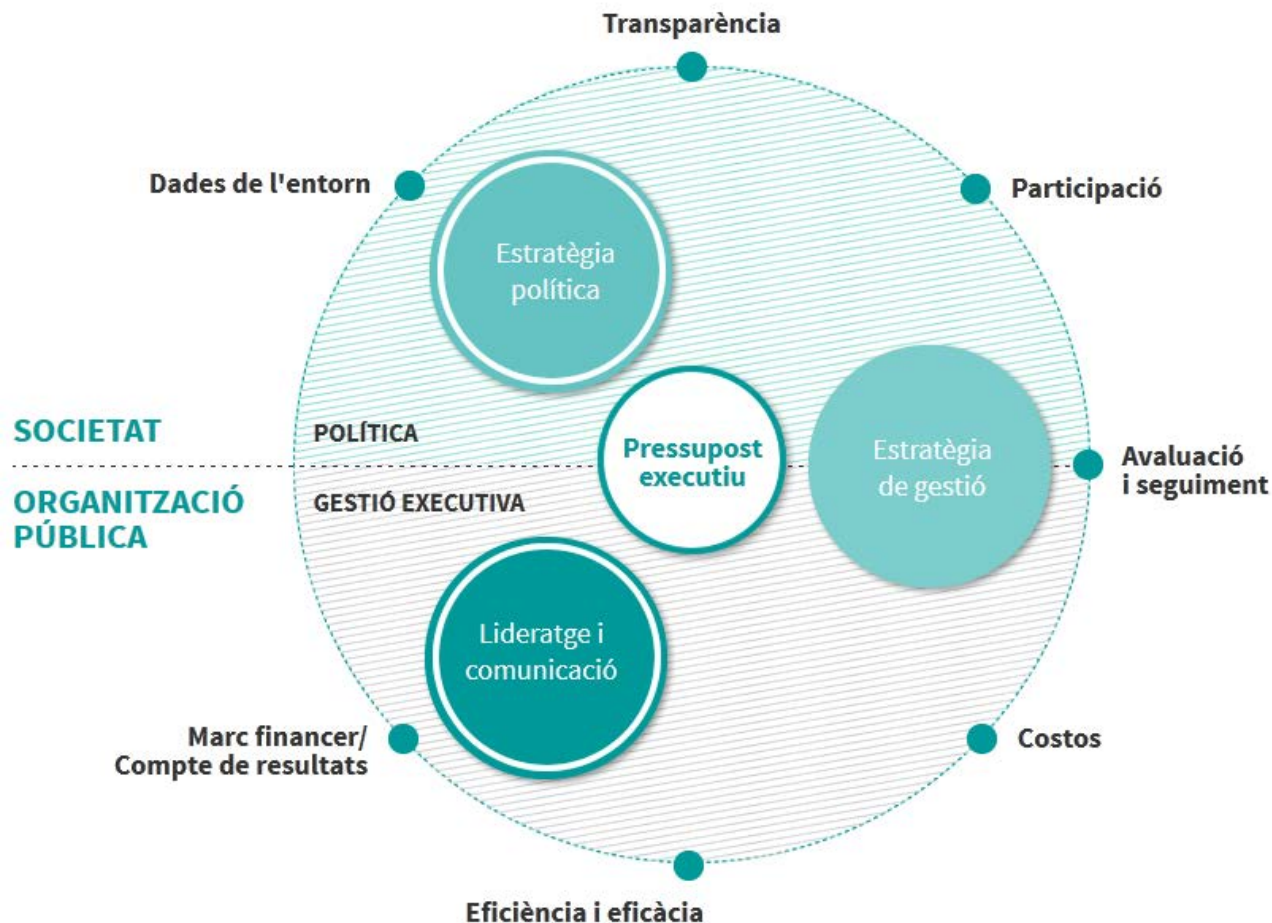 Transparència
Dades de l'entorn
Participació
Estratègia
política
SOCIETAT
POLÍTICA
Pressupost
executiu
Estratègia
de gestió
Avaluació
i seguiment
ORGANITZACIÓ
PÚBLICA
GESTIÓ EXECUTIVA
Lideratge i
comunicació
Marc financer/
Compte de resultats
Costos
Eficiència i eficàcia